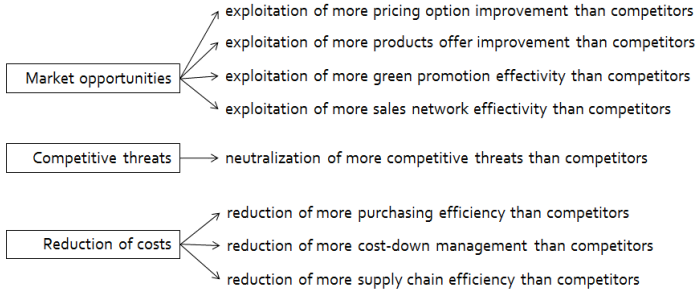 exploitation of more pricing option improvement than competitors
exploitation of more products offer improvement than competitors
Market opportunities
exploitation of more green promotion effectivity than competitors
exploitation of more sales network effiectivity than competitors
Competitive threats
neutralization of more competitive threats than competitors
reduction of more purchasing efficiency than competitors
Reduction of costs
reduction of more cost-down management than competitors
reduction of more supply chain efficiency than competitors